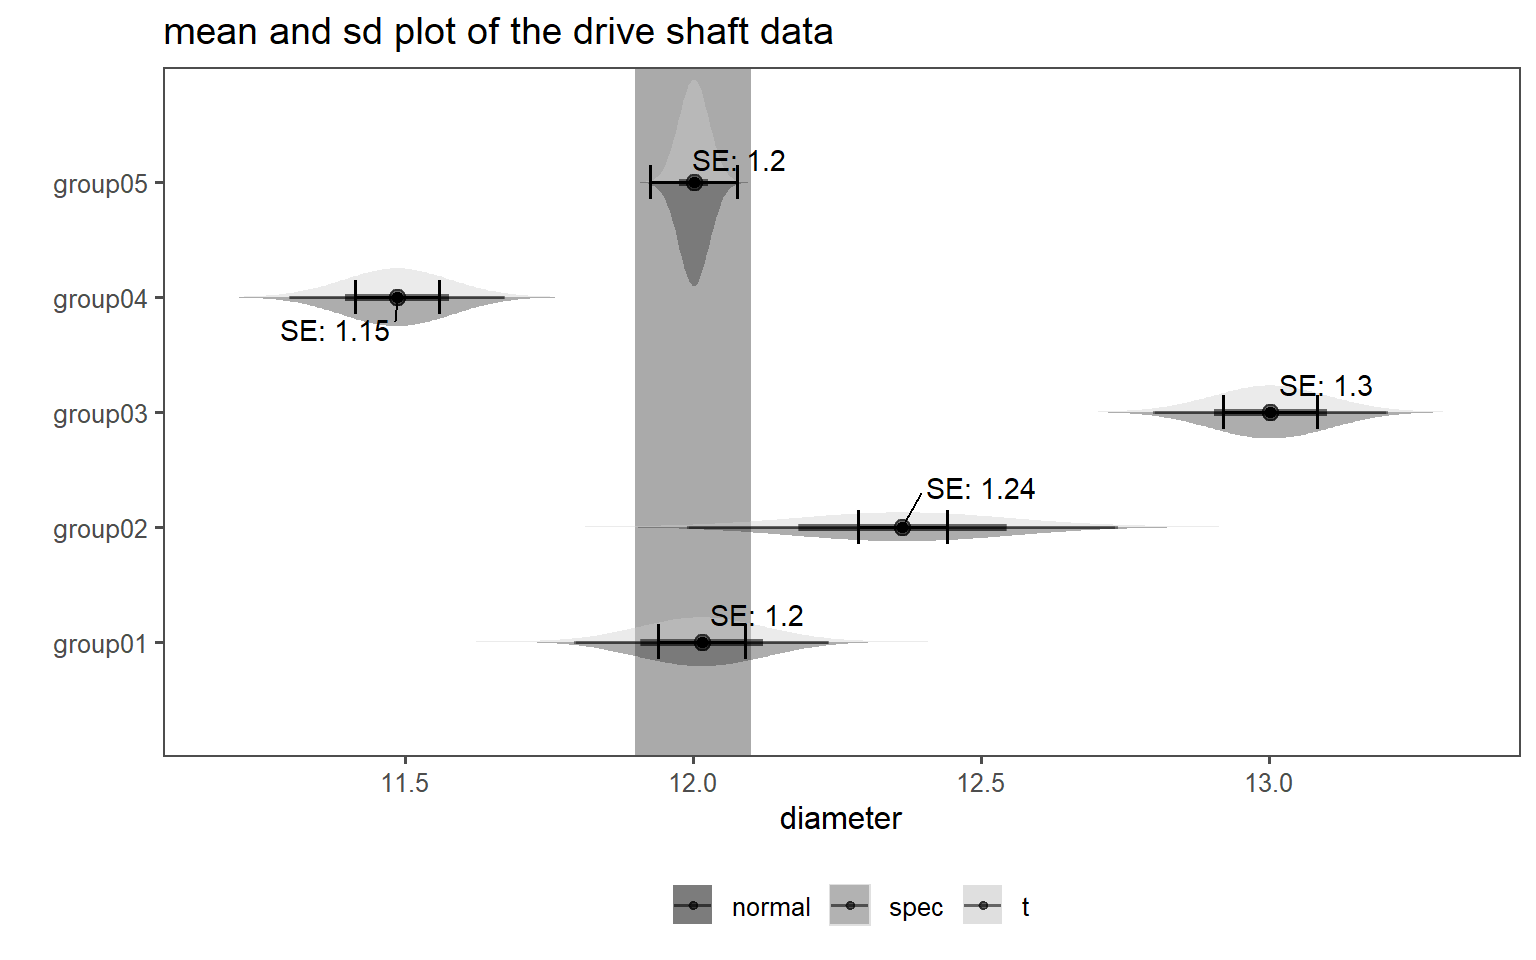 mean and sd plot of the drive shaft data
group05
SE: 1.2
group04
SE: 1.15
group03
SE: 1.3
group02
SE: 1.24
group01
SE: 1.2
11.5 12.0 12.5 13.0
diameter
normal spec t